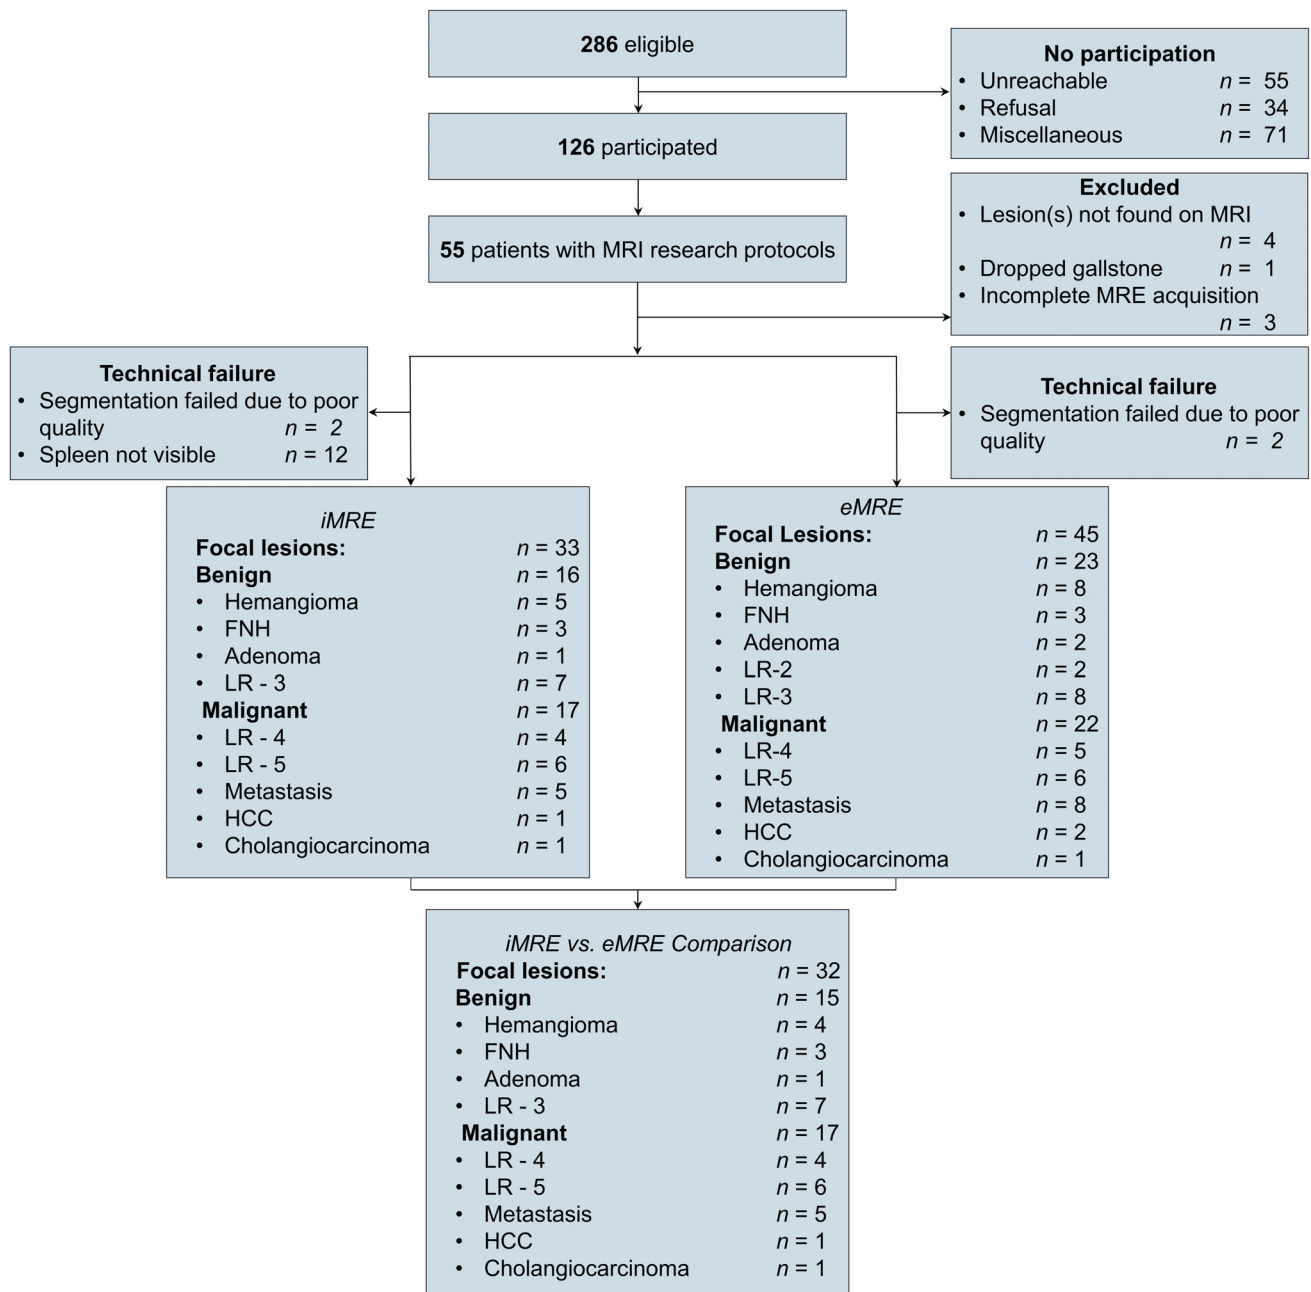 286 eligible
No participation
• Unreachable n = 55
• Refusal n = 34
• Miscellaneous n = 71
126 participated
Excluded
• Lesion(s) not found on MRI
n = 4
• Dropped gallstone n = 1
• Incomplete MRE acquisition
n = 3
55 patients with MRI research protocols
Technical failure
• Segmentation failed due to poor
quality n = 2
• Spleen not visible n = 12
Technical failure
• Segmentation failed due to poor
quality n = 2
iMRE
Focal lesions: n = 33
Benign n = 16
• Hemangioma n = 5
• FNH n = 3
• Adenoma n = 1
• LR - 3 n = 7
Malignant n = 17
• LR - 4 n = 4
• LR - 5 n = 6
• Metastasis n = 5
• HCC n = 1
• Cholangiocarcinoma n = 1
eMRE
Focal Lesions: n = 45
Benign n = 23
• Hemangioma n = 8
• FNH n = 3
• Adenoma n = 2
• LR-2 n = 2
• LR-3 n = 8
Malignant n = 22
• LR-4 n = 5
• LR-5 n = 6
• Metastasis n = 8
• HCC n = 2
• Cholangiocarcinoma n = 1
iMRE vs. eMRE Comparison
Focal lesions: n = 32
Benign n = 15
• Hemangioma n = 4
• FNH n = 3
• Adenoma n = 1
• LR - 3 n = 7
Malignant n = 17
• LR - 4 n = 4
• LR - 5 n = 6
• Metastasis n = 5
• HCC n = 1
• Cholangiocarcinoma n = 1